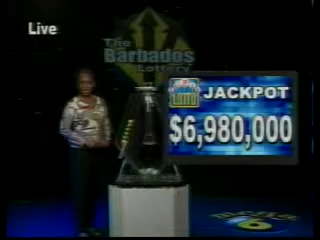 Live
The
Barbados
Lottery
JACKPOT
$6,980,000